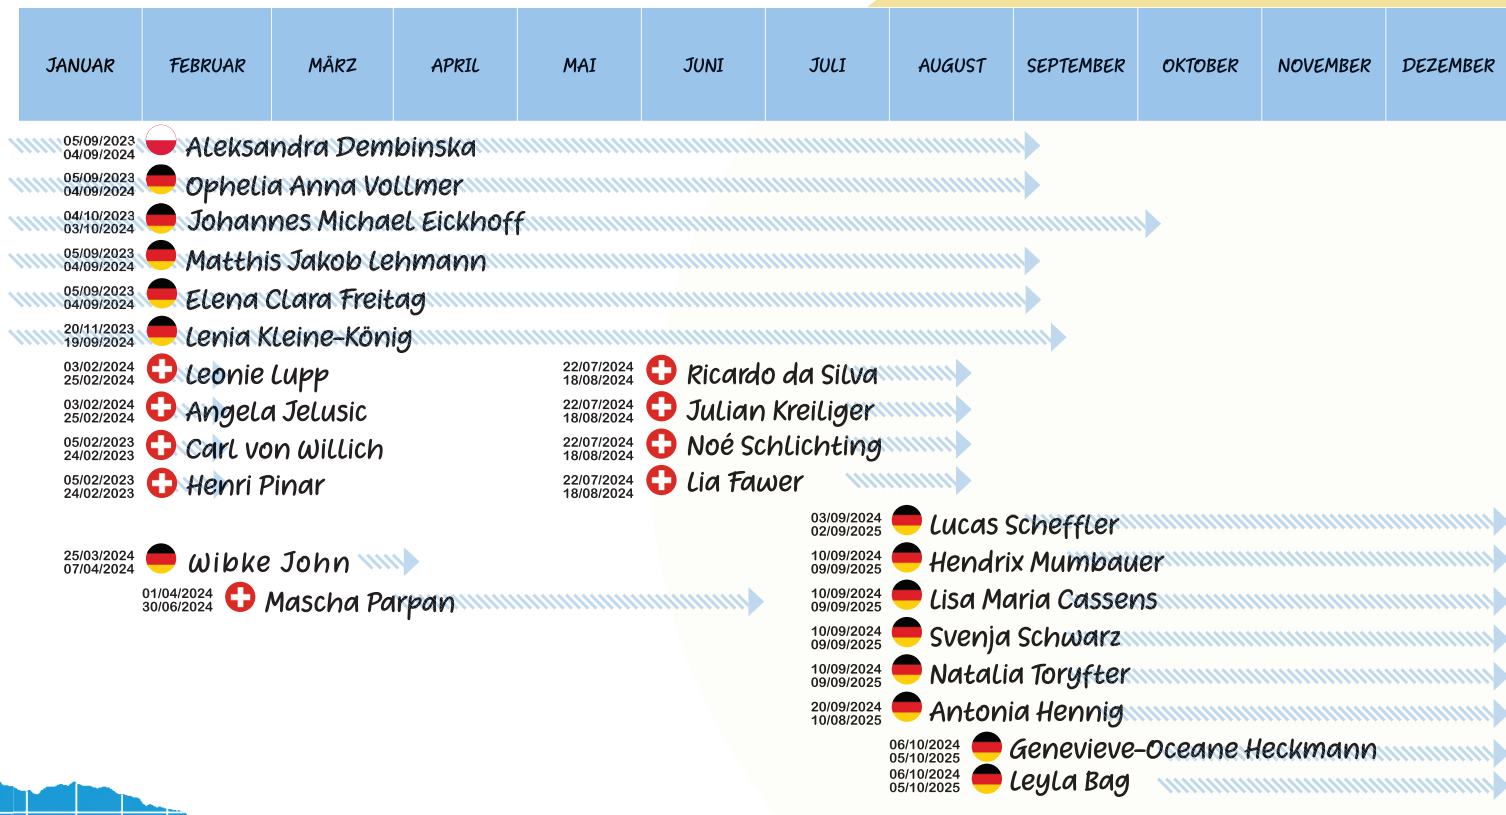 JANUAR FEBRUAR MÄRZ APRIL MAI JUNI JULI AUGUST SEPTEMBER OKTOBER NOVEMBER DEZEMBER
05/09/2023
04/09/2024
Aleksandra Dembinska
05/09/2023
04/09/2024
Ophelia Anna Vollmer
04/10/2023
03/10/2024
Johannes Michael Eickhoff
05/09/2023
04/09/2024
Matthis Jakob Lehmann
05/09/2023
04/09/2024
Elena Clara Freitag
20/11/2023
19/09/2024
Lenia Kleine-König
03/02/2024
25/02/2024
Leonie Lupp
03/02/2024
25/02/2024
Angela Jelusic
05/02/2023
24/02/2023
Carl von Willich
05/02/2023
24/02/2023
Henri Pinar
22/07/2024
18/08/2024
Ricardo da Silva
22/07/2024
18/08/2024
Julian Kreiliger
22/07/2024
18/08/2024
Noé Schlichting
22/07/2024
18/08/2024
Lia Fawer
25/03/2024
07/04/2024
Wibke John
01/04/2024
30/06/2024
Mascha Parpan
03/09/2024
02/09/2025
Lucas Scheffler
10/09/2024
09/09/2025
Hendrix Mumbauer
10/09/2024
09/09/2025
Lisa Maria Cassens
10/09/2024
09/09/2025
Svenja Schwarz
10/09/2024
09/09/2025
Natalia Toryfter
20/09/2024
10/08/2025
Antonia Hennig
06/10/2024
05/10/2025
Genevieve-Oceane Heckmann
06/10/2024
05/10/2025
Leyla Bag